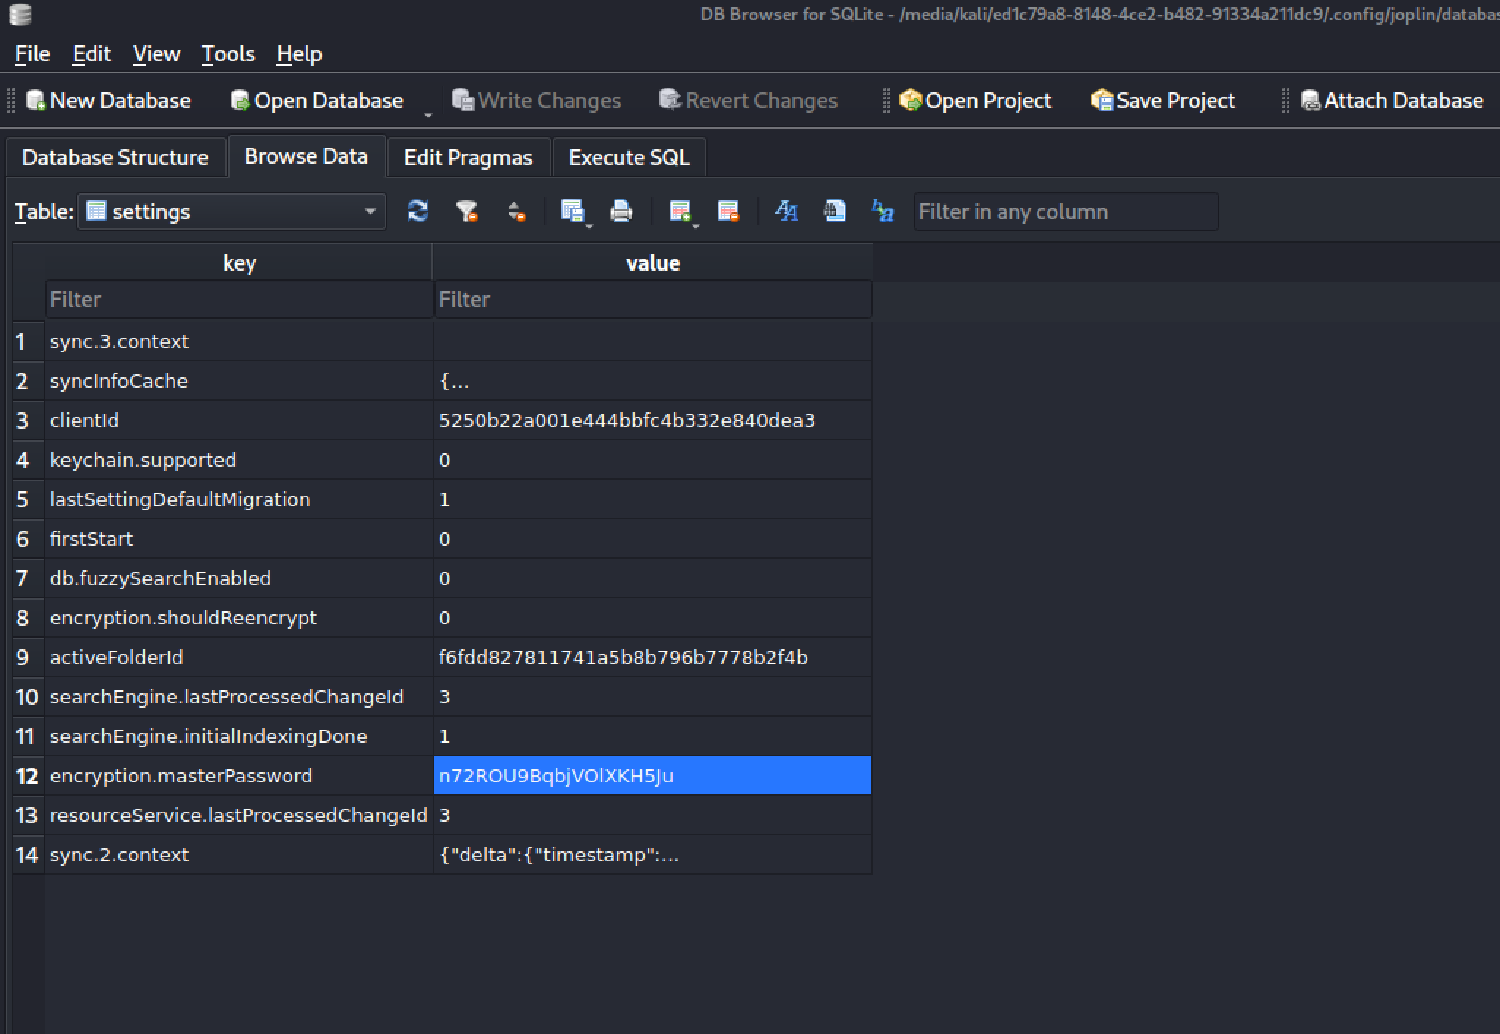 DB Browser for SQLite - /media/kali/ed1c79a8-8148-4ce2-b482-91334a211dc9/.config/joplin/databas
File Edit View Tools Help
New Database Open Database Write Changes Revert Changes Open Project Save Project Attach Database
Database Structure Browse Data Edit Pragmas Execute SQL
Table: settings Filter in any column
key value
Filter Filter
1 sync.3.context
2 syncInfoCache {...
3 clientId 5250b22a001e444bbfc4b332e840dea3
4 keychain.supported 0
5 lastSettingDefaultMigration 1
6 firstStart 0
7 db.fuzzySearchEnabled 0
8 encryption.shouldReencrypt 0
9 activeFolderId f6fdd827811741a5b8b796b7778b2f4b
10 searchEngine.lastProcessedChangeId 3
11 searchEngine.initialIndexingDone 1
12 encryption.masterPassword n72ROU9BqbjVOlXKH5Ju
13 resourceService.lastProcessedChangeId 3
14 sync.2.context {"delta":{"timestamp":...